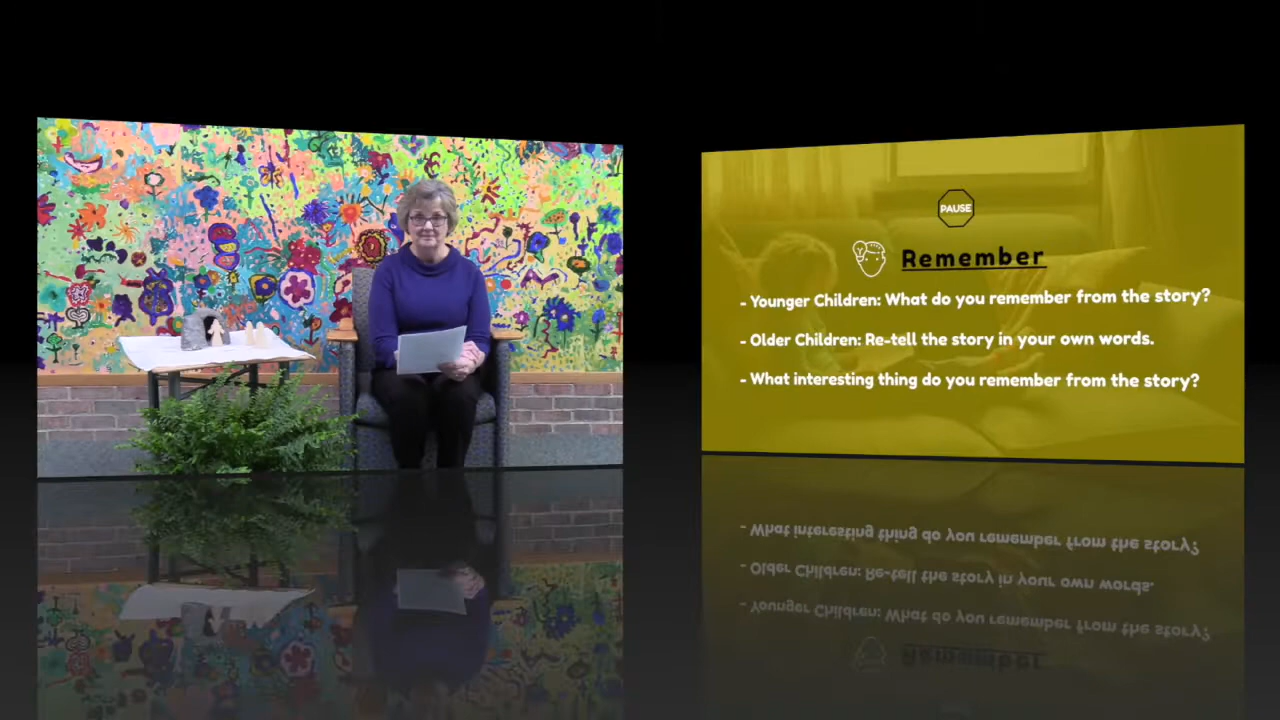 PAUSE
Remember
- Younger Children: What do you remember from the story?
- Older Children: Re-tell the story in your own words.
- What interesting thing do you remember from the story?